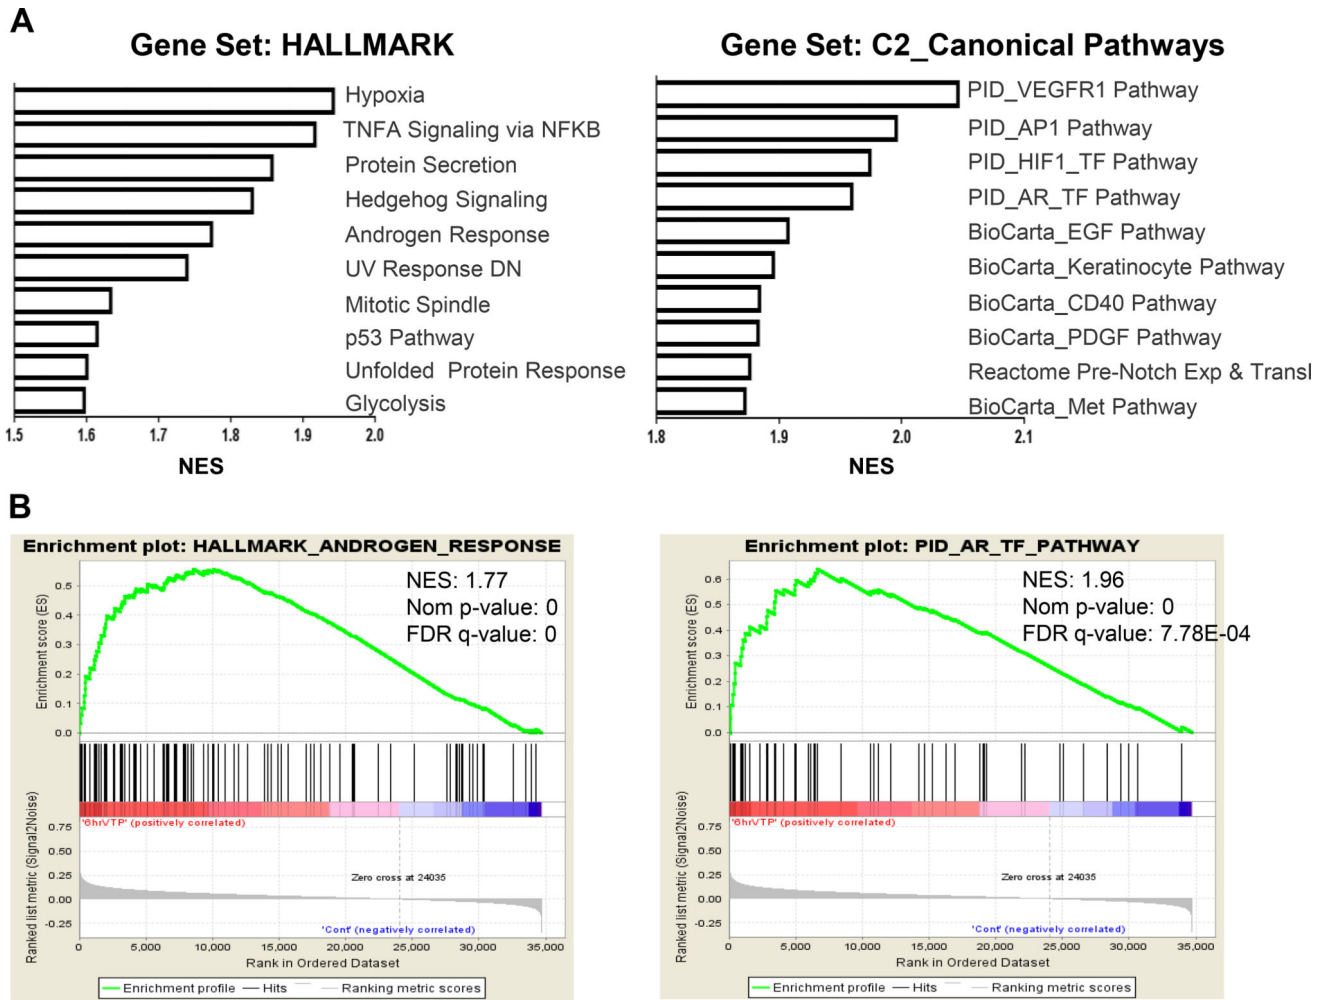 A
Gene Set: HALLMARK
Hypoxia
TNFA Signaling via NFKB
Protein Secretion
Hedgehog Signaling
Androgen Response
UV Response DN
Mitotic Spindle
p53 Pathway
Unfolded Protein Response
Glycolysis
1.5 1.6 1.7 1.8 1.9 2.0
NES
Gene Set: C2_Canonical Pathways
PID_VEGFR1 Pathway
PID_AP1 Pathway
PID_HIF1_TF Pathway
PID_AR_TF Pathway
BioCarta_EGF Pathway
BioCarta_Keratinocyte Pathway
BioCarta_CD40 Pathway
BioCarta_PDGF Pathway
Reactome Pre-Notch Exp & Transl
BioCarta_Met Pathway
1.8 1.9 2.0 2.1
NES
B
Enrichment plot: HALLMARK_ANDROGEN_RESPONSE
NES: 1.77
Nom p-value: 0
FDR q-value: 0
Enrichment score (ES)
0.5
0.4
0.3
0.2
0.1
0.0
'6hrVTP' (positively correlated)
Ranked list metric (Signal2Noise)
0.75
0.50
0.25
0.00
-0.25
Zero cross at 24035
'Cont' (negatively correlated)
0 5,000 10,000 15,000 20,000 25,000 30,000 35,000
Rank in Ordered Dataset
Enrichment profile Hits Ranking metric scores
Enrichment plot: PID_AR_TF_PATHWAY
NES: 1.96
Nom p-value: 0
FDR q-value: 7.78E-04
Enrichment score (ES)
0.6
0.5
0.4
0.3
0.2
0.1
0.0
'6hrVTP' (positively correlated)
Ranked list metric (Signal2Noise)
0.75
0.50
0.25
0.00
-0.25
Zero cross at 24035
'Cont' (negatively correlated)
0 5,000 10,000 15,000 20,000 25,000 30,000 35,000
Rank in Ordered Dataset
Enrichment profile Hits Ranking metric scores